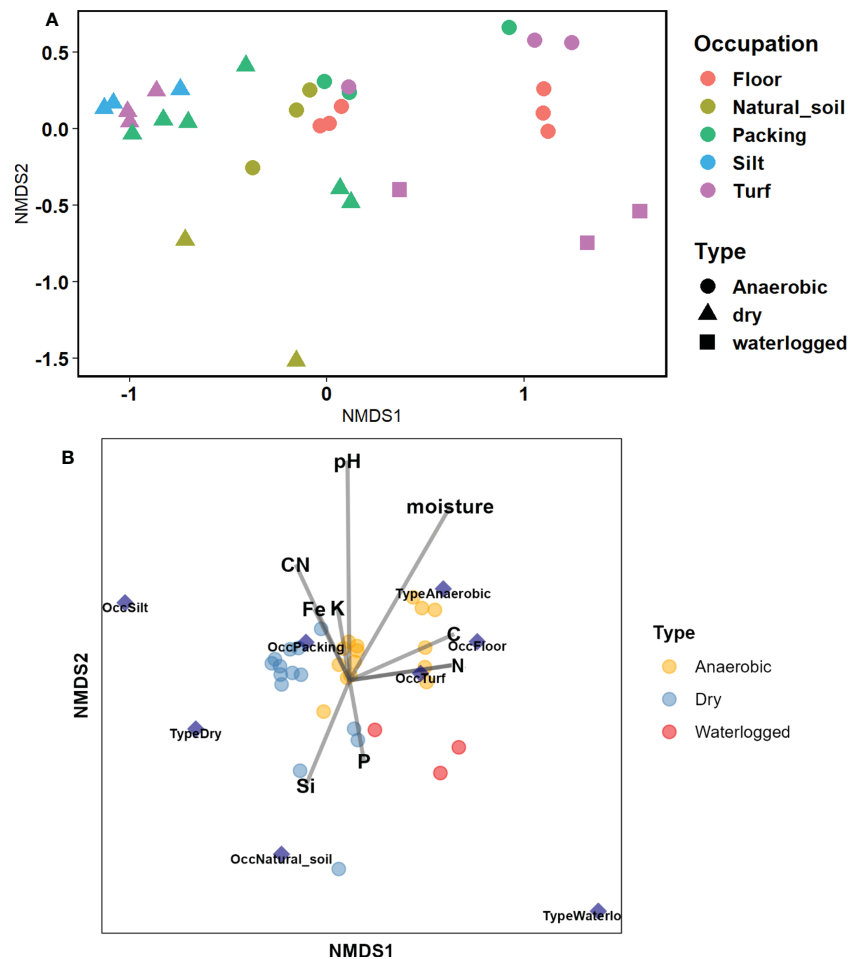 A
0.5
0.0
-0.5
-1.0
-1.5
NMDS2
-1
0
1
NMDS1
Occupation
Floor
Natural_soil
Packing
Silt
Turf
Type
Anaerobic
dry
waterlogged
B
pH
moisture
CN
TypeAnaerobic
OccSilt
Fe
K
C
OccPacking
OccFloor
N
OccTurf
TypeDry
P
Si
OccNatural_soil
TypeWaterlo
NMDS2
NMDS1
Type
Anaerobic
Dry
Waterlogged